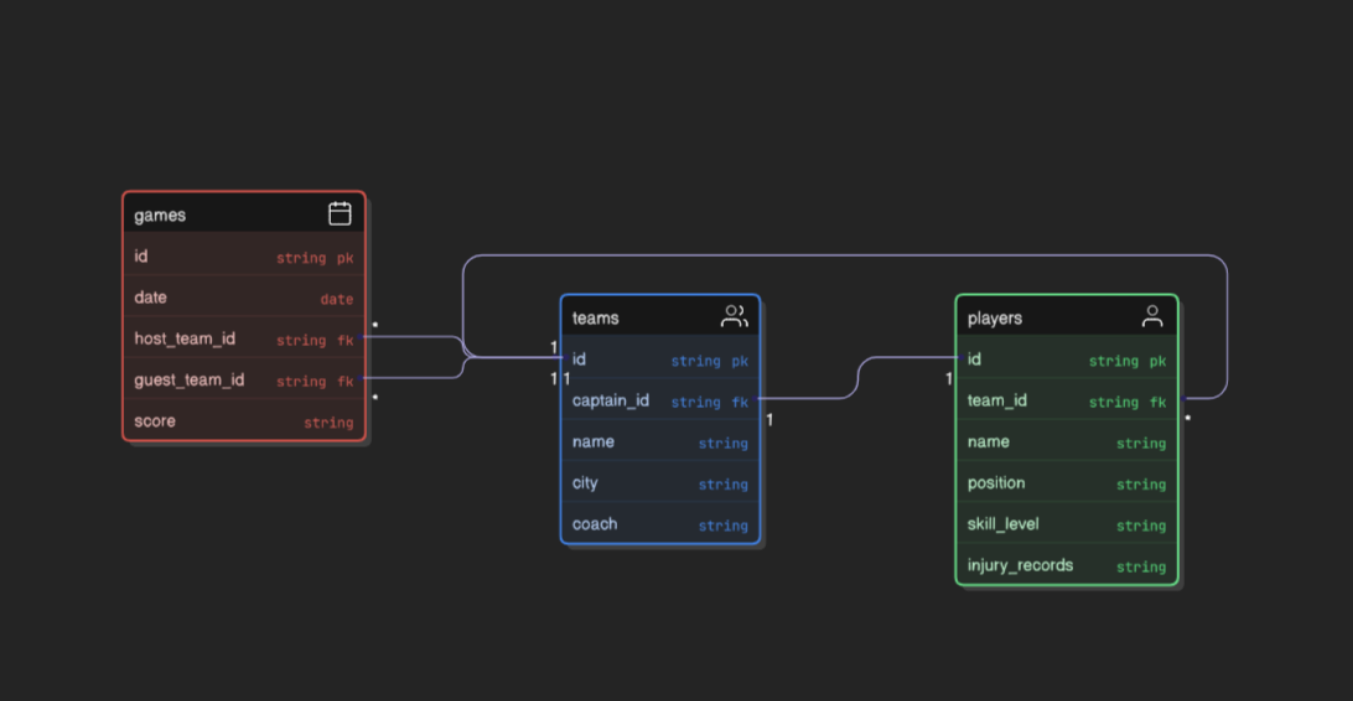 games
id string pk
date date
host_team_id string fk
guest_team_id string fk
score string
*
*
1
1 1
teams
id string pk
captain_id string fk
name string
city string
coach string
1
1
players
id string pk
team_id string fk
name string
position string
skill_level string
injury_records string
*